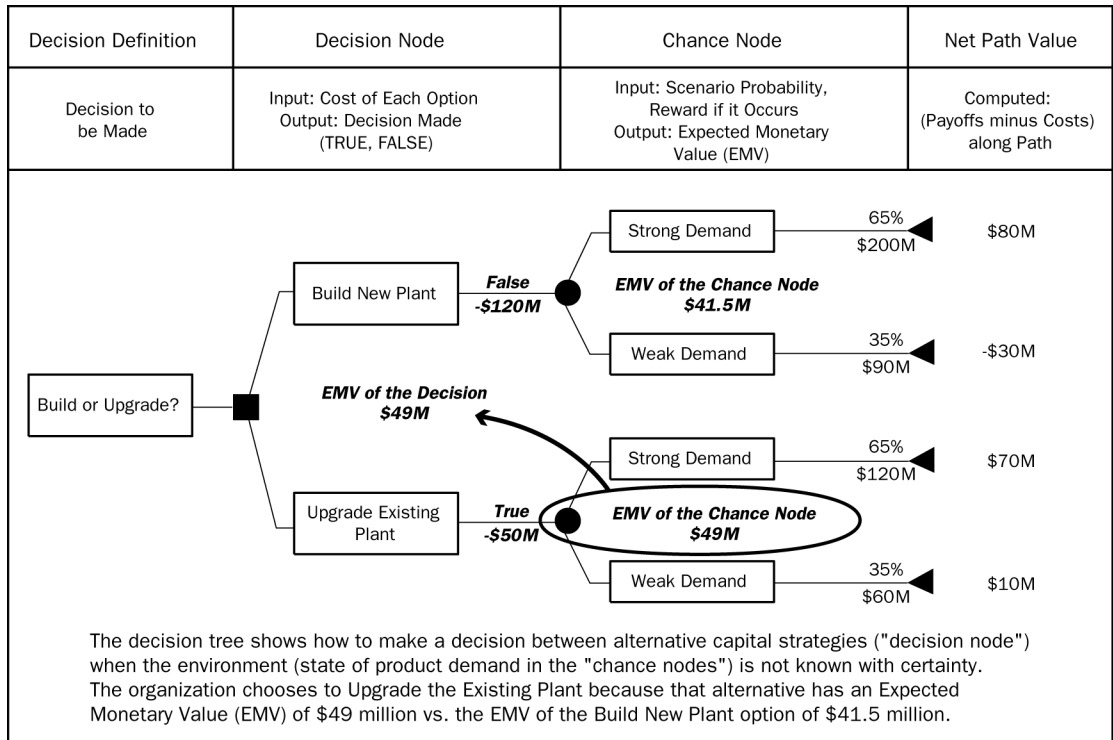 Decision Definition
Decision Node
Chance Node
Net Path Value
Decision to
be Made
Input: Cost of Each Option
Output: Decision Made
(TRUE, FALSE)
Input: Scenario Probability,
Reward if it Occurs
Output: Expected Monetary
Value (EMV)
Computed:
(Payoffs minus Costs)
along Path
Build or Upgrade?
Build New Plant
False
-$120M
Strong Demand
65%
$200M
$80M
EMV of the Chance Node
$41.5M
Weak Demand
35%
$90M
-$30M
EMV of the Decision
$49M
Upgrade Existing
Plant
True
-$50M
Strong Demand
65%
$120M
$70M
EMV of the Chance Node
$49M
Weak Demand
35%
$60M
$10M
The decision tree shows how to make a decision between alternative capital strategies ("decision node")
when the environment (state of product demand in the "chance nodes") is not known with certainty.
The organization chooses to Upgrade the Existing Plant because that alternative has an Expected
Monetary Value (EMV) of $49 million vs. the EMV of the Build New Plant option of $41.5 million.